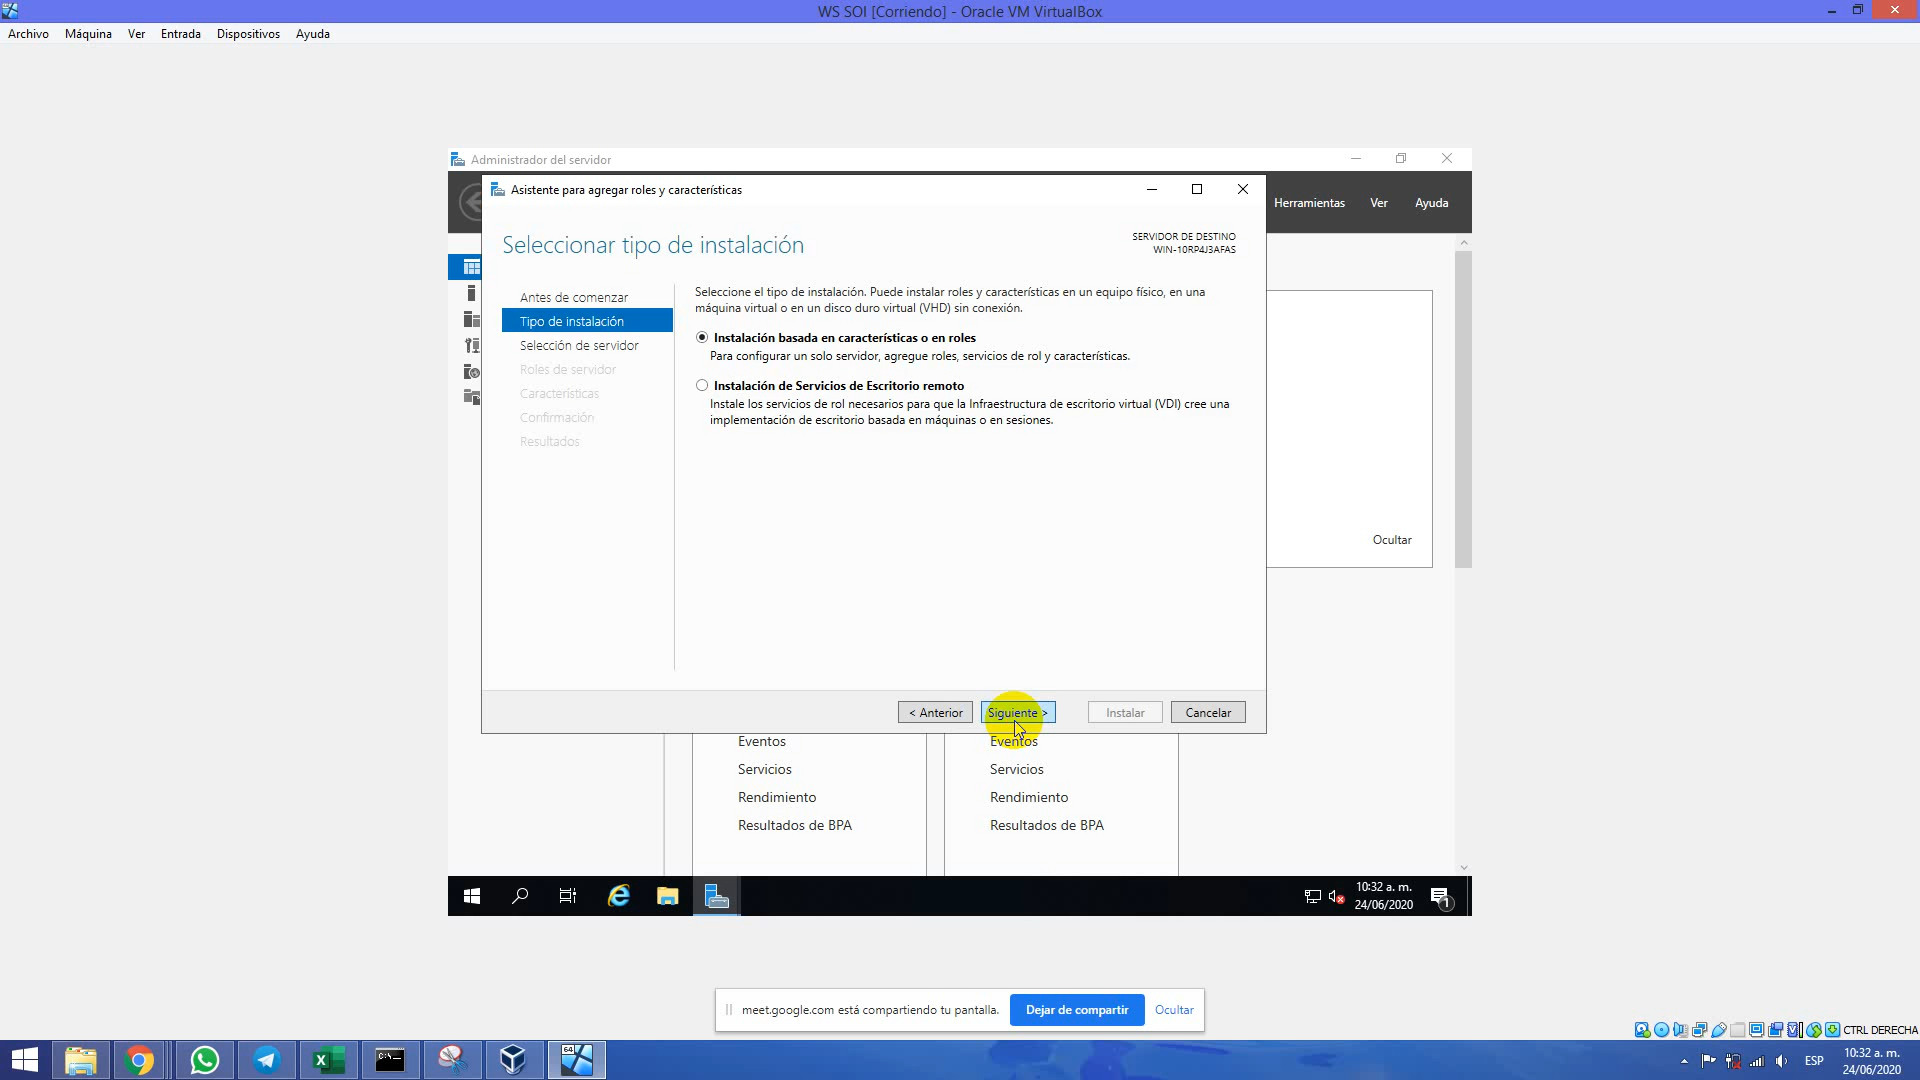 WS SOI [Corriendo] - Oracle VM VirtualBox
Archivo Máquina Ver Entrada Dispositivos Ayuda
Administrador del servidor
Asistente para agregar roles y características
Herramientas Ver Ayuda
Seleccionar tipo de instalación
SERVIDOR DE DESTINO
WIN-10RP4J3AFAS
Antes de comenzar
Tipo de instalación
Selección de servidor
Roles de servidor
Características
Confirmación
Resultados
Seleccione el tipo de instalación. Puede instalar roles y características en un equipo físico, en una
máquina virtual o en un disco duro virtual (VHD) sin conexión.
Instalación basada en características o en roles
Para configurar un solo servidor, agregue roles, servicios de rol y características.
Instalación de Servicios de Escritorio remoto
Instale los servicios de rol necesarios para que la Infraestructura de escritorio virtual (VDI) cree una
implementación de escritorio basada en máquinas o en sesiones.
Ocultar
< Anterior Siguiente > Instalar Cancelar
Eventos
Servicios
Rendimiento
Resultados de BPA
Eventos
Servicios
Rendimiento
Resultados de BPA
10:32 a. m.
24/06/2020
1
meet.google.com está compartiendo tu pantalla. Dejar de compartir Ocultar
CTRL DERECHA
C:\_
64
ESP
10:32 a. m.
24/06/2020